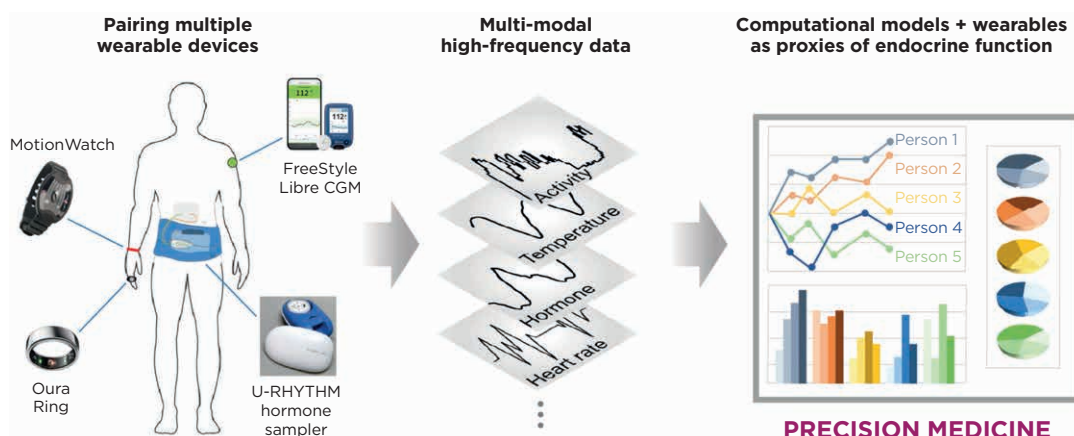 Pairing multiple
wearable devices
Multi-modal
high-frequency data
Computational models + wearables
as proxies of endocrine function
MotionWatch
112
112
FreeStyle
Libre CGM
Oura
Ring
U-RHYTHM
hormone
sampler
Activity
Temperature
Hormone
Heart rate
Person 1
Person 2
Person 3
Person 4
Person 5
PRECISION MEDICINE